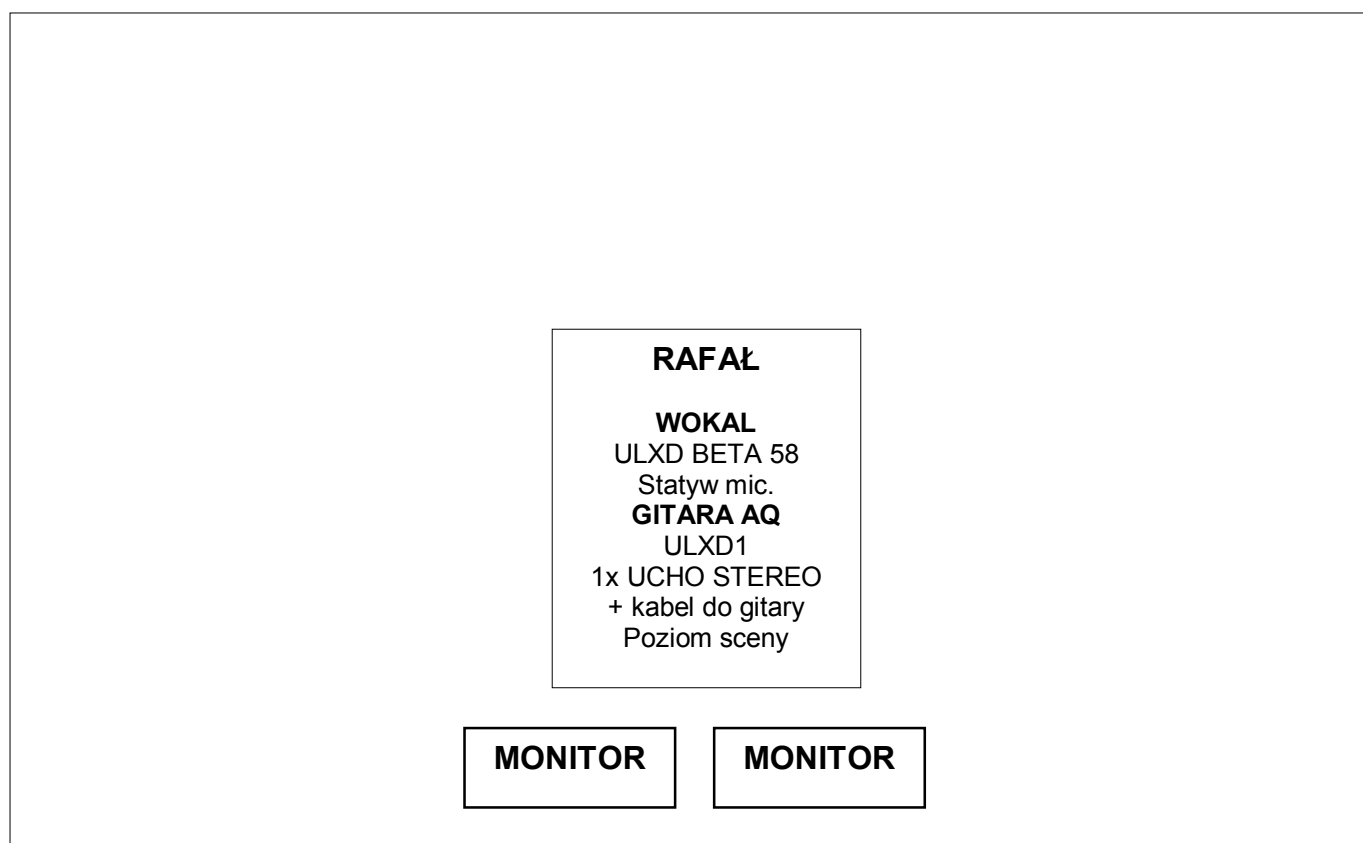 RAFAŁ
WOKAL
ULXD BETA 58
Statyw mic.
GITARA AQ
ULXD1
1x UCHO STEREO
+ kabel do gitary
Poziom sceny
MONITOR
MONITOR